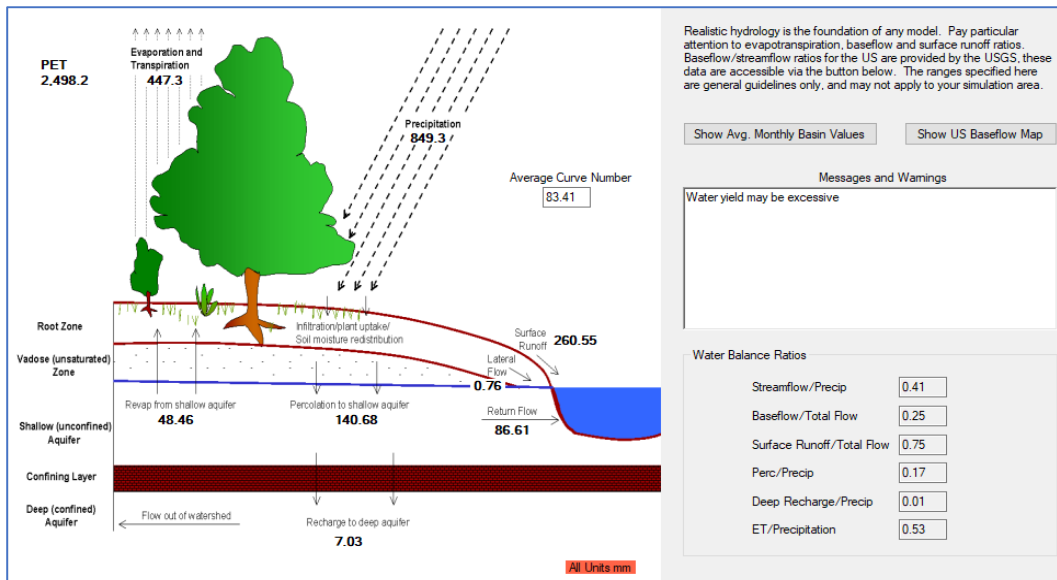 PET
2,498.2
Evaporation and
Transpiration
447.3
Precipitation
849.3
Average Curve Number
83.41
Root Zone
Infiltration/plant uptake/
Soil moisture redistribution
Surface
Runoff
260.55
Vadose (unsaturated)
Zone
Lateral
Flow
0.76
Revap from shallow aquifer
48.46
Percolation to shallow aquifer
140.68
Return Flow
86.61
Shallow (unconfined)
Aquifer
Confining Layer
Deep (confined)
Aquifer
Flow out of watershed
Recharge to deep aquifer
7.03
All Units mm
Realistic hydrology is the foundation of any model. Pay particular
attention to evapotranspiration, baseflow and surface runoff ratios.
Baseflow/streamflow ratios for the US are provided by the USGS, these
data are accessible via the button below. The ranges specified here
are general guidelines only, and may not apply to your simulation area.
Show Avg. Monthly Basin Values
Show US Baseflow Map
Messages and Warnings
Water yield may be excessive
Water Balance Ratios
Streamflow/Precip 0.41
Baseflow/Total Flow 0.25
Surface Runoff/Total Flow 0.75
Perc/Precip 0.17
Deep Recharge/Precip 0.01
ET/Precipitation 0.53